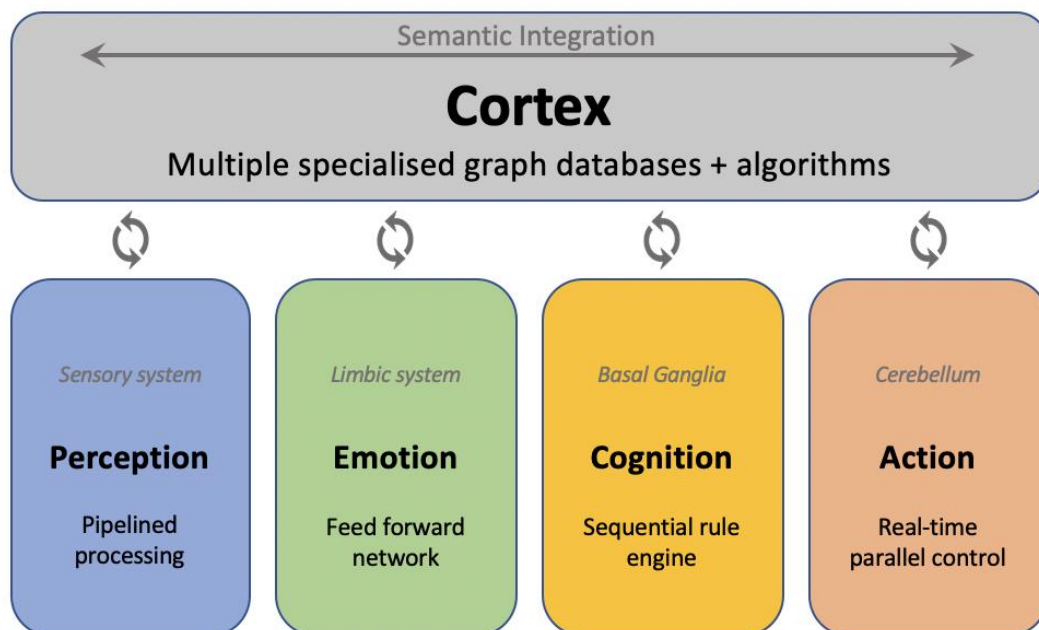 Semantic Integration
Cortex
Multiple specialised graph databases + algorithms
Sensory system
Perception
Pipelined
processing
Limbic system
Emotion
Feed forward
network
Basal Ganglia
Cognition
Sequential rule
engine
Cerebellum
Action
Real-time
parallel control